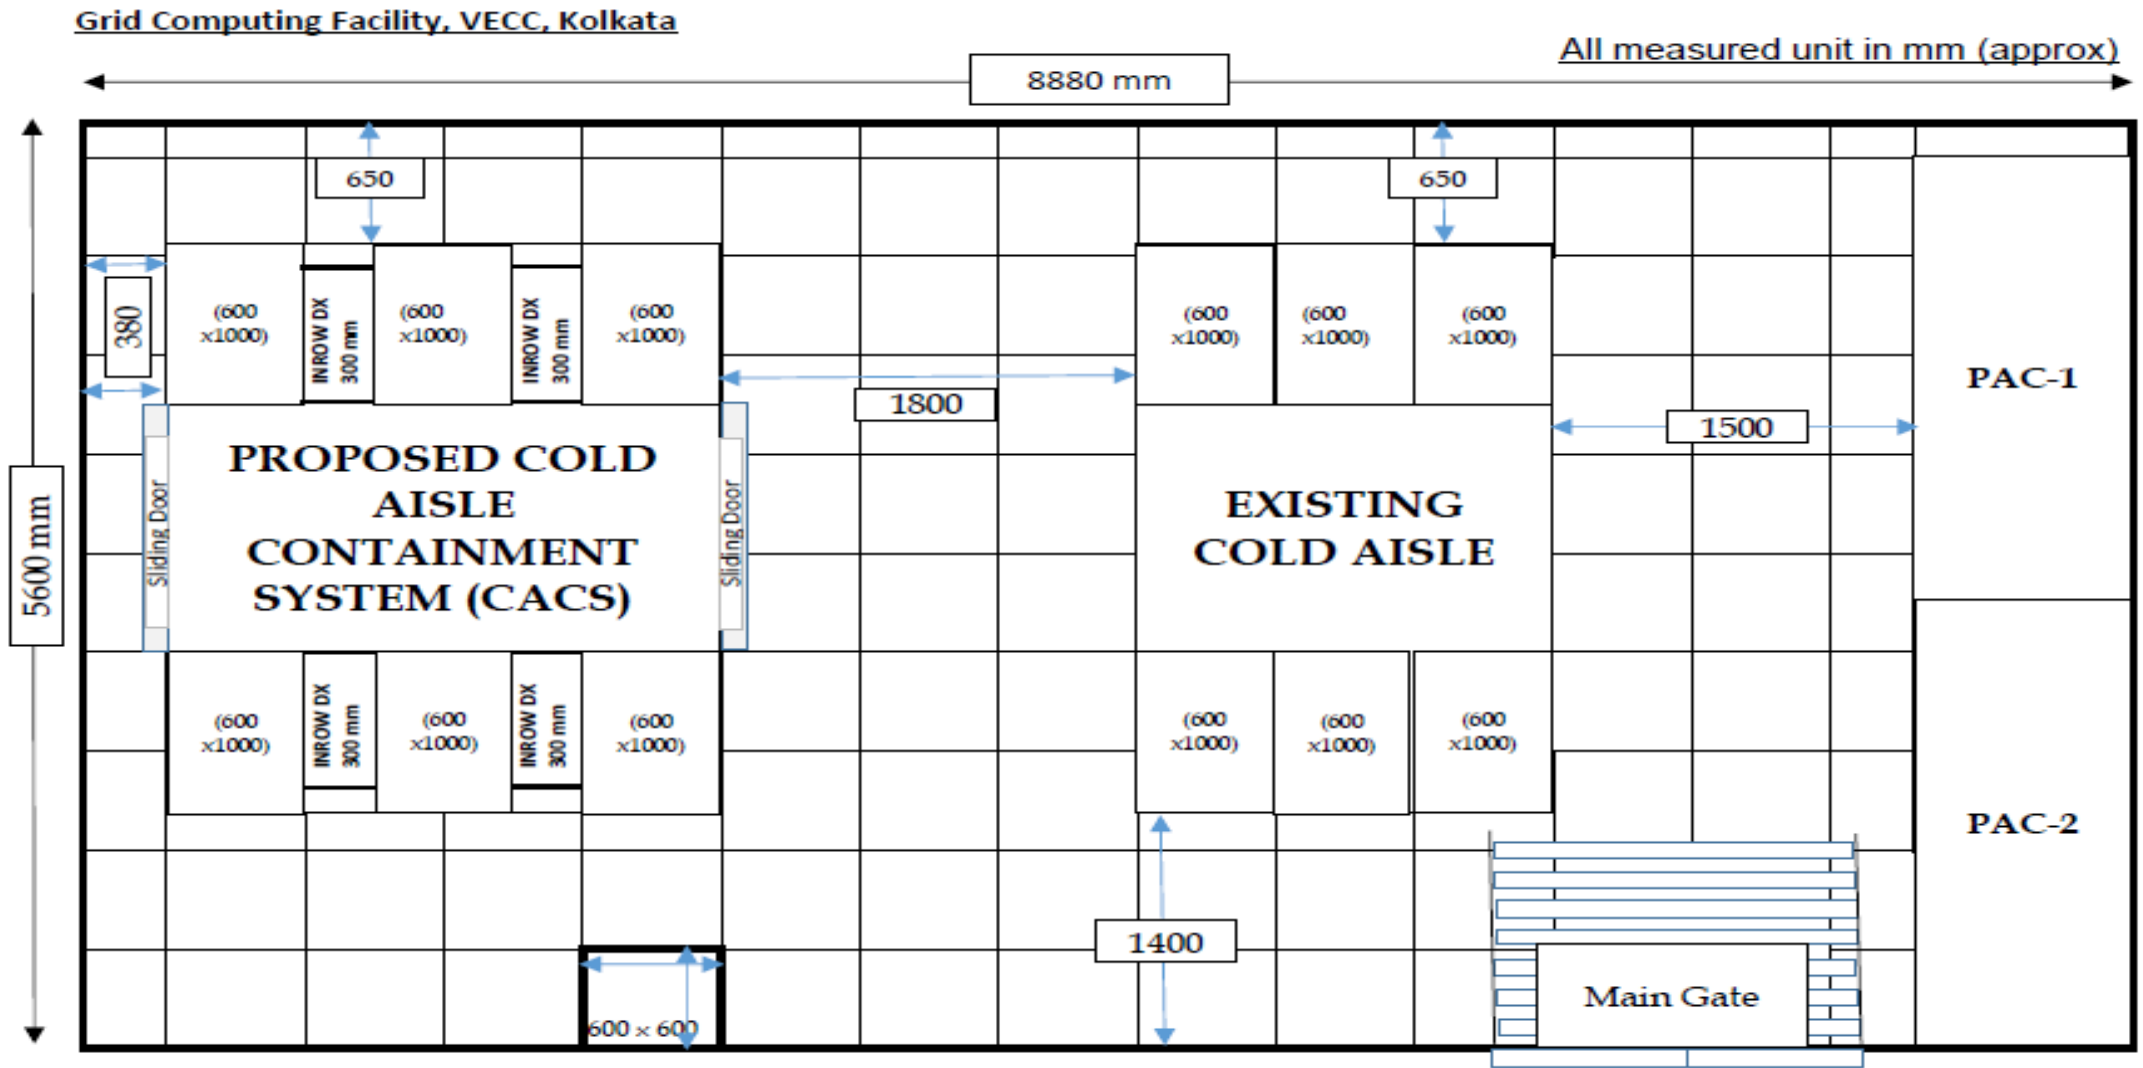 Grid Computing Facility, VECC, Kolkata
All measured unit in mm (approx)
8880 mm
650
650
380
(600
x1000)
INROW DX
300 mm
(600
x1000)
INROW DX
300 mm
(600
x1000)
(600
x1000)
(600
x1000)
(600
x1000)
PAC-1
1800
1500
5600 mm
Sliding Door
PROPOSED COLD
AISLE
CONTAINMENT
SYSTEM (CACS)
Sliding Door
EXISTING
COLD AISLE
(600
x1000)
INROW DX
300 mm
(600
x1000)
INROW DX
300 mm
(600
x1000)
(600
x1000)
(600
x1000)
(600
x1000)
PAC-2
1400
600 x 600
Main Gate